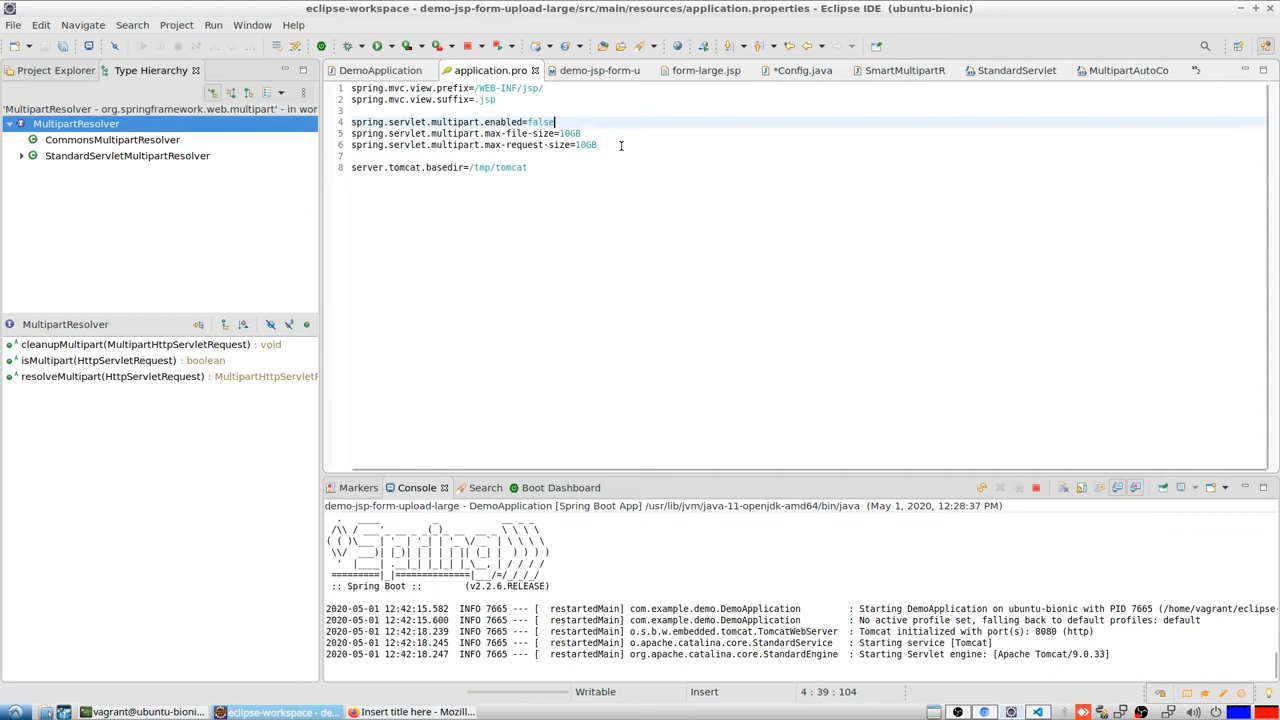 eclipse-workspace - demo-jsp-form-upload-large/src/main/resources/application.properties - Eclipse IDE (ubuntu-bionic)
File Edit Navigate Search Project Run Window Help
Project Explorer Type Hierarchy
DemoApplication application.pro demo-jsp-form-u form-large.jsp *Config.java SmartMultipartR StandardServlet MultipartAutoCo »2
'MultipartResolver - org.springframework.web.multipart' - in wo
MultipartResolver
CommonsMultipartResolver
StandardServletMultipartResolver
1 spring.mvc.view.prefix=/WEB-INF/jsp/
2 spring.mvc.view.suffix=.jsp
3
4 spring.servlet.multipart.enabled=false
5 spring.servlet.multipart.max-file-size=10GB
6 spring.servlet.multipart.max-request-size=10GB
7
8 server.tomcat.basedir=/tmp/tomcat
MultipartResolver
cleanupMultipart(MultipartHttpServletRequest) : void
isMultipart(HttpServletRequest) : boolean
resolveMultipart(HttpServletRequest) : MultipartHttpServletR
Markers Console Search Boot Dashboard
demo-jsp-form-upload-large - DemoApplication [Spring Boot App] /usr/lib/jvm/java-11-openjdk-amd64/bin/java (May 1, 2020, 12:28:37 PM)
:: Spring Boot :: (v2.2.6.RELEASE)
2020-05-01 12:42:15.582 INFO 7665 --- [ restartedMain] com.example.demo.DemoApplication : Starting DemoApplication on ubuntu-bionic with PID 7665 (/home/vagrant/eclipse-
2020-05-01 12:42:15.600 INFO 7665 --- [ restartedMain] com.example.demo.DemoApplication : No active profile set, falling back to default profiles: default
2020-05-01 12:42:18.239 INFO 7665 --- [ restartedMain] o.s.b.w.embedded.tomcat.TomcatWebServer : Tomcat initialized with port(s): 8080 (http)
2020-05-01 12:42:18.245 INFO 7665 --- [ restartedMain] o.apache.catalina.core.StandardService : Starting service [Tomcat]
2020-05-01 12:42:18.247 INFO 7665 --- [ restartedMain] org.apache.catalina.core.StandardEngine : Starting Servlet engine: [Apache Tomcat/9.0.33]
Writable Insert 4 : 39 : 104
vagrant@ubuntu-bioni... eclipse-workspace - de... Insert title here - Mozill...